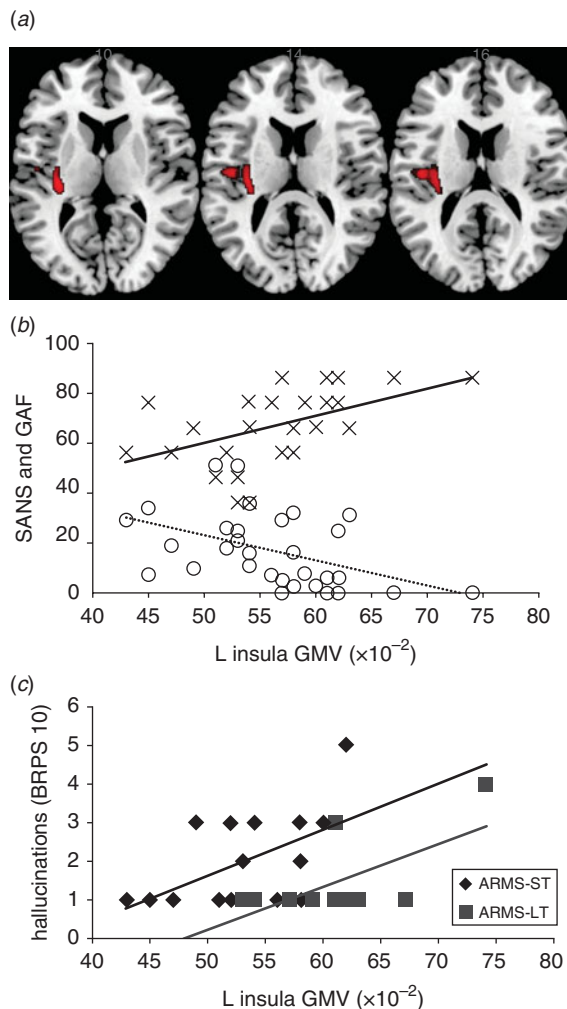 (a)
10 14 16
(b)
100
80
60
40
20
0
SANS and GAF
40 45 50 55 60 65 70 75 80
L insula GMV (×10⁻²)
(c)
6
5
4
3
2
1
0
hallucinations (BRPS 10)
ARMS-ST
ARMS-LT
40 45 50 55 60 65 70 75 80
L insula GMV (×10⁻²)